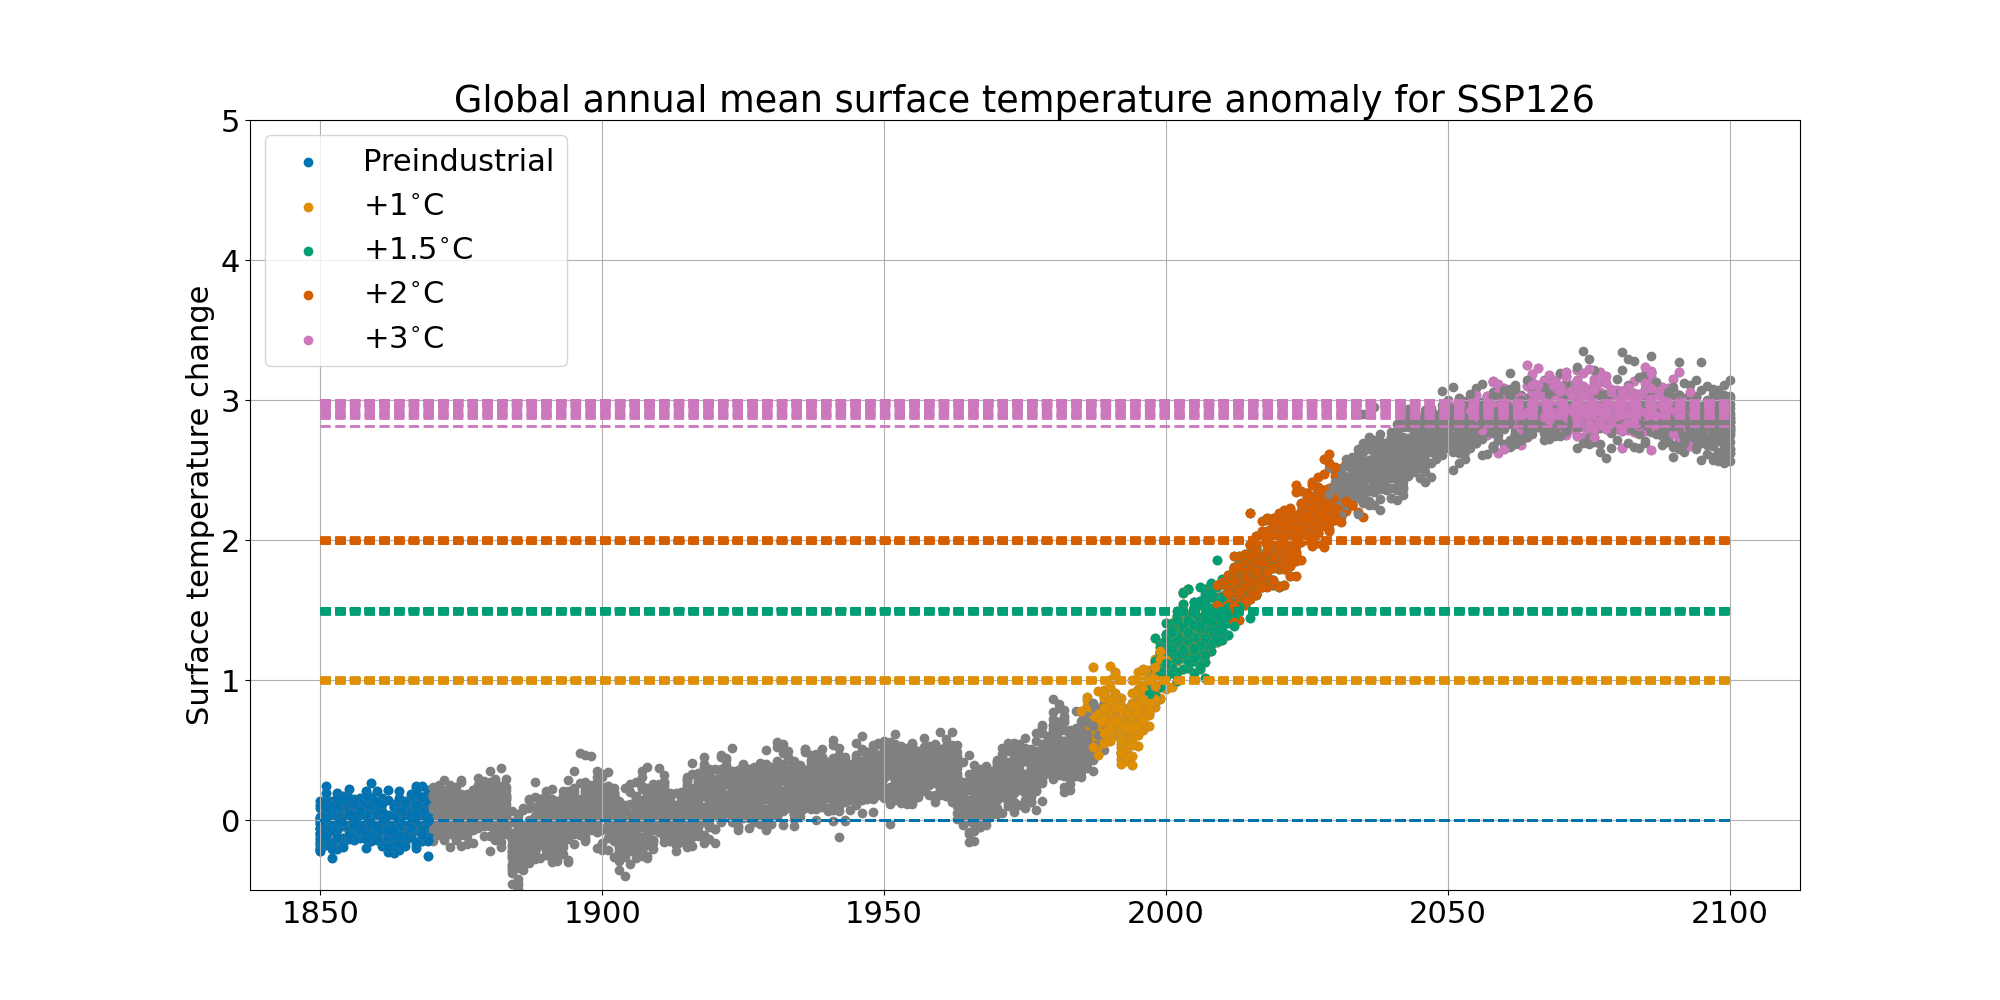 Global annual mean surface temperature anomaly for SSP126
Surface temperature change
5
4
3
2
1
0
Preindustrial
+1°C
+1.5°C
+2°C
+3°C
1850 1900 1950 2000 2050 2100